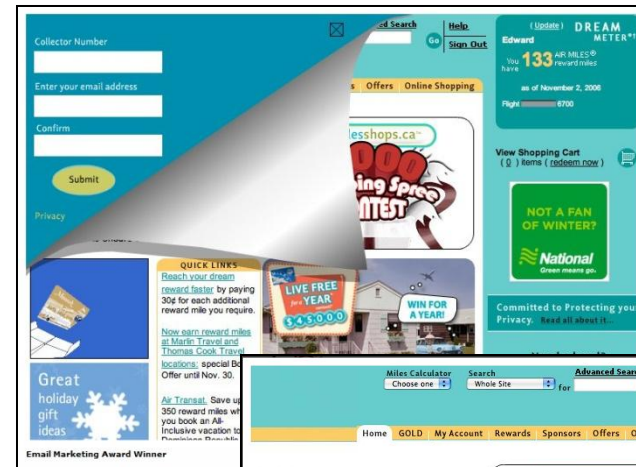 Collector Number
Enter your email address
Confirm
Submit
Privacy
Search
Go
Help
Sign Out
Offers Online Shopping
shops.ca
ing Spree
QUICK LINKS
Reach your dream
reward faster by paying
30¢ for each additional
reward mile you require.
Now earn reward miles
at Marlin Travel and
Thomas Cook Travel
locations: special
Offer until Nov. 30.
Air Transat. Save up
350 reward miles
you book an All-
Inclusive vacation to
LIVE FREE
for a YEAR
$45,000
WIN FOR
A YEAR!
Great
holiday
gift
ideas
Email Marketing Award Winner
(Update) DREAM
METER
Edward
You have 133 AIR MILES®
reward miles
as of November 2, 2006
Flight 6700
View Shopping Cart
( 0 ) items ( redeem now )
NOT A FAN
OF WINTER?
National
Green means go.
Committed to Protecting your
Privacy. Read all about it...
Miles Calculator
Choose one
Search
Whole Site
for
Advanced
Home GOLD My Account Rewards Sponsors Offers